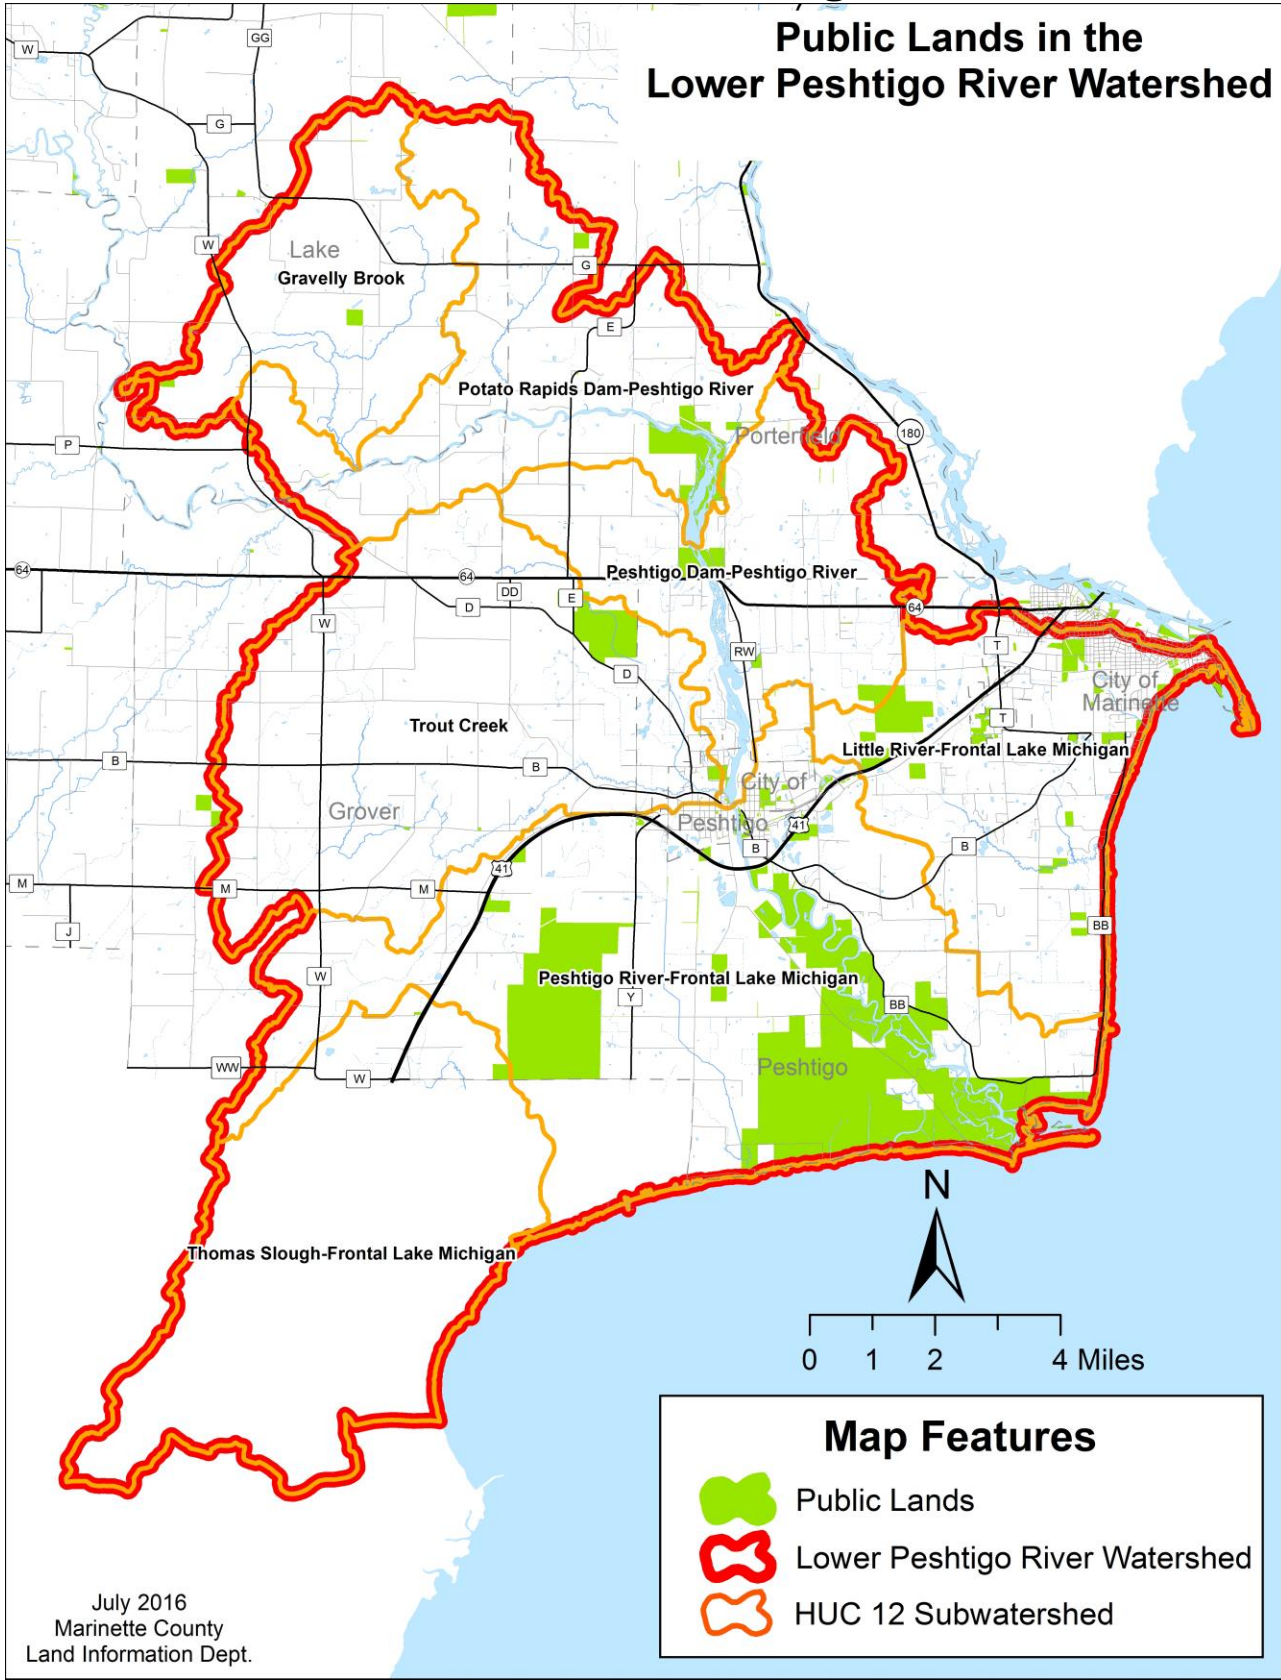 Public Lands in the
Lower Peshtigo River Watershed
W
GG
G
W
Lake
Gravelly Brook
G
E
Potato Rapids Dam-Peshtigo River
Porterfield
180
P
64
64
Peshtigo Dam-Peshtigo River
DD
D
E
64
W
RW
T
D
City of
Marinette
T
Trout Creek
Little River-Frontal Lake Michigan
B
B
City of
Peshtigo
Grover
41
B
B
41
M
M
M
J
BB
W
Peshtigo River-Frontal Lake Michigan
Y
BB
Peshtigo
WW
W
N
Thomas Slough-Frontal Lake Michigan
0 1 2 4 Miles
Map Features
Public Lands
Lower Peshtigo River Watershed
HUC 12 Subwatershed
July 2016
Marinette County
Land Information Dept.